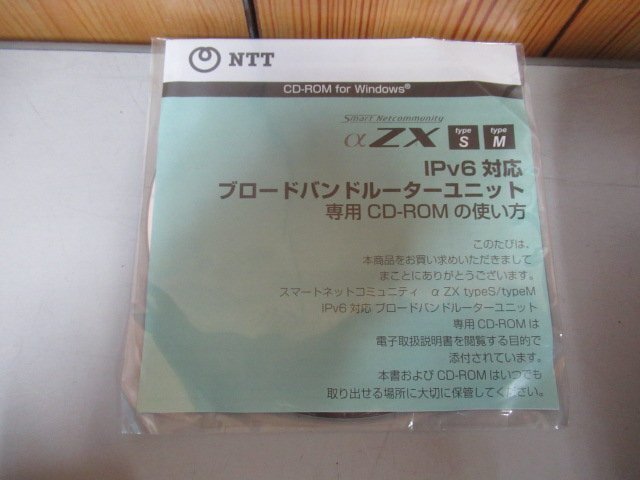 NTT
CD-ROM for Windows®
Smart Netcommunity
αZX type S type M
IPv6 対応
ブロードバンドルーターユニット
専用 CD-ROM の使い方
このたびは、
本商品をお買い求めいただきまして
まことにありがとうございます。
スマートネットコミュニティ α ZX typeS/typeM
IPv6 対応 ブロードバンドルーターユニット
専用 CD-ROM は
電子取扱説明書を閲覧する目的で
添付されています。
本書および CD-ROM はいつでも
取り出せる場所に大切に保管してください。